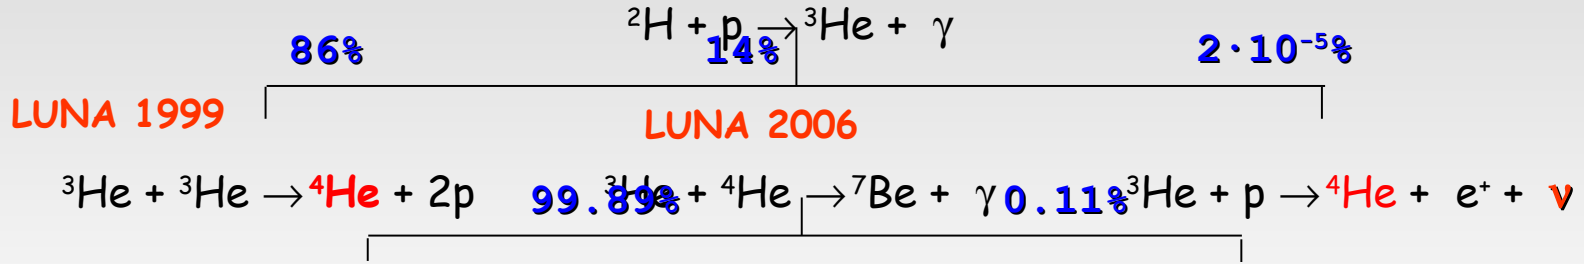 ²H + p → ³He + γ
86% 14% 2·10⁻⁵%
LUNA 1999
LUNA 2006
³He + ³He → ⁴He + 2p
³He + ⁴He → ⁷Be + γ
³He + p → ⁴He + e⁺ + ν
99.89% 0.11%